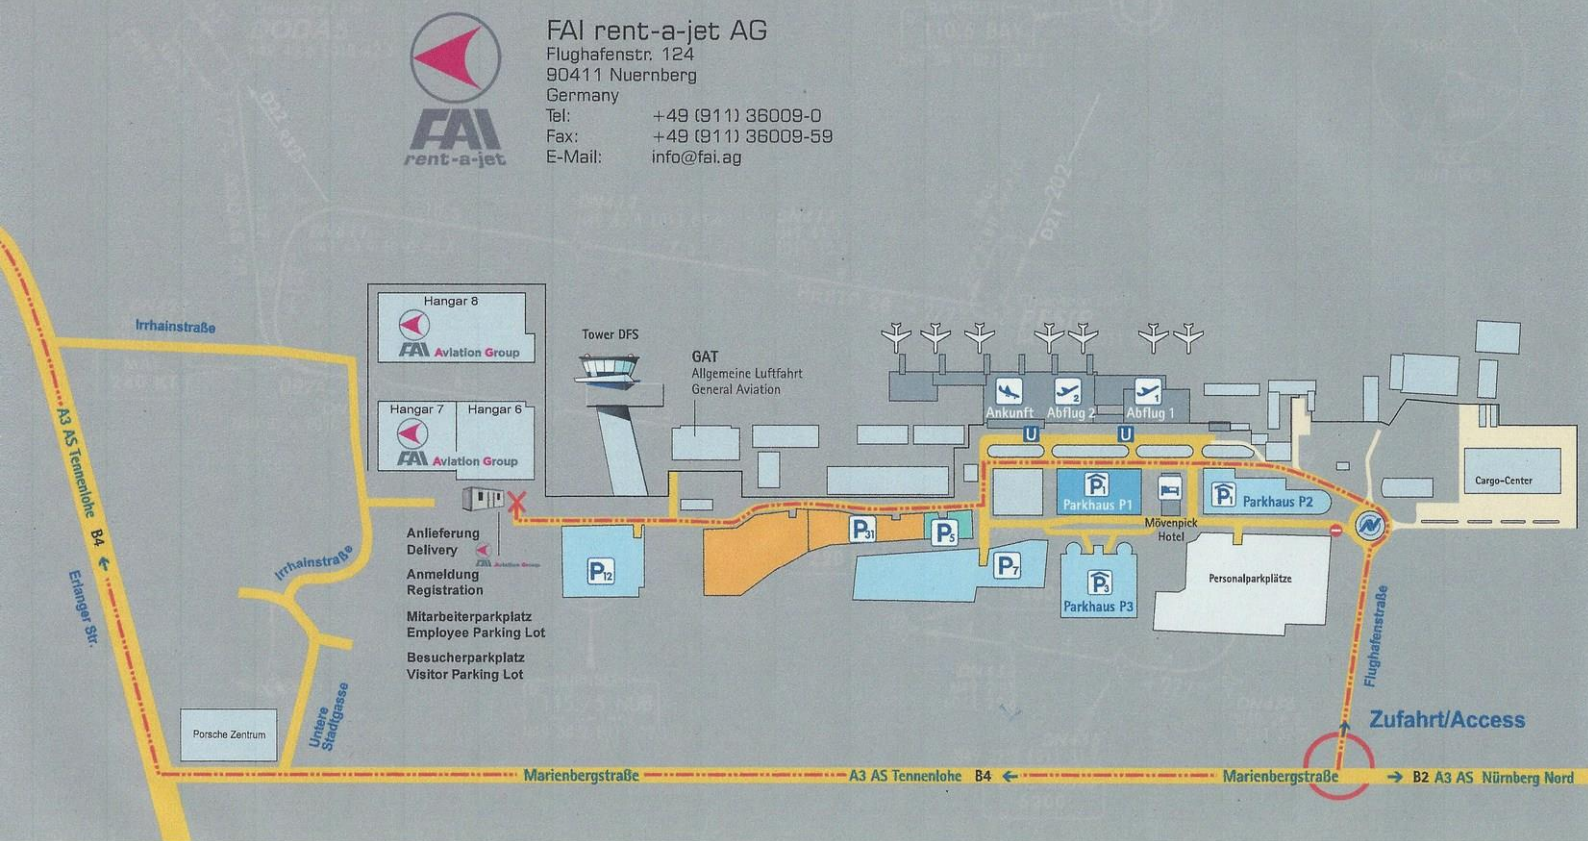 FAI rent-a-jet AG
Flughafenstr. 124
90411 Nuernberg
Germany
Tel: +49 (911) 36009-0
Fax: +49 (911) 36009-59
E-Mail: info@fai.ag
FAI
rent-a-jet
Irrhainstraße
Hangar 8
FAI Aviation Group
Hangar 7
Hangar 6
FAI Aviation Group
Tower DFS
GAT
Allgemeine Luftfahrt
General Aviation
Ankunft
2
Abflug 2
1
Abflug 1
U
U
A3 AS Tennenlohe B4
Erlanger Str.
Irrhainstraße
Untere
Stadtgasse
Porsche Zentrum
Anlieferung
Delivery
Aviation Group
Anmeldung
Registration
Mitarbeiterparkplatz
Employee Parking Lot
Besucherparkplatz
Visitor Parking Lot
P12
P31
P5
P7
P1
Parkhaus P1
Mövenpick
Hotel
Parkhaus P2
P3
Parkhaus P3
Personalparkplätze
Cargo-Center
Flughafenstraße
Zufahrt/Access
Marienbergstraße
A3 AS Tennenlohe B4
Marienbergstraße
B2 A3 AS Nürnberg Nord